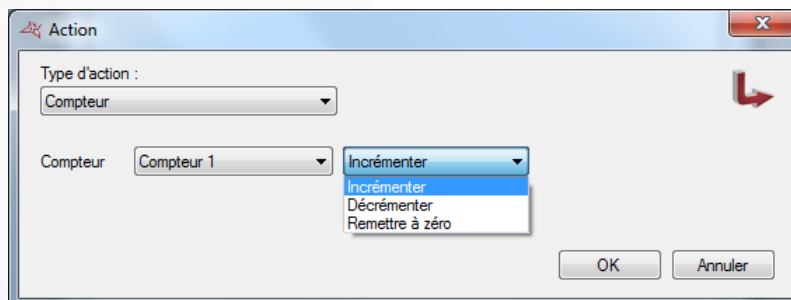 Action
Type d'action :
Compteur
Compteur Compteur 1 Incrémenter
Incrémenter
Décrémenter
Remettre à zéro
OK Annuler